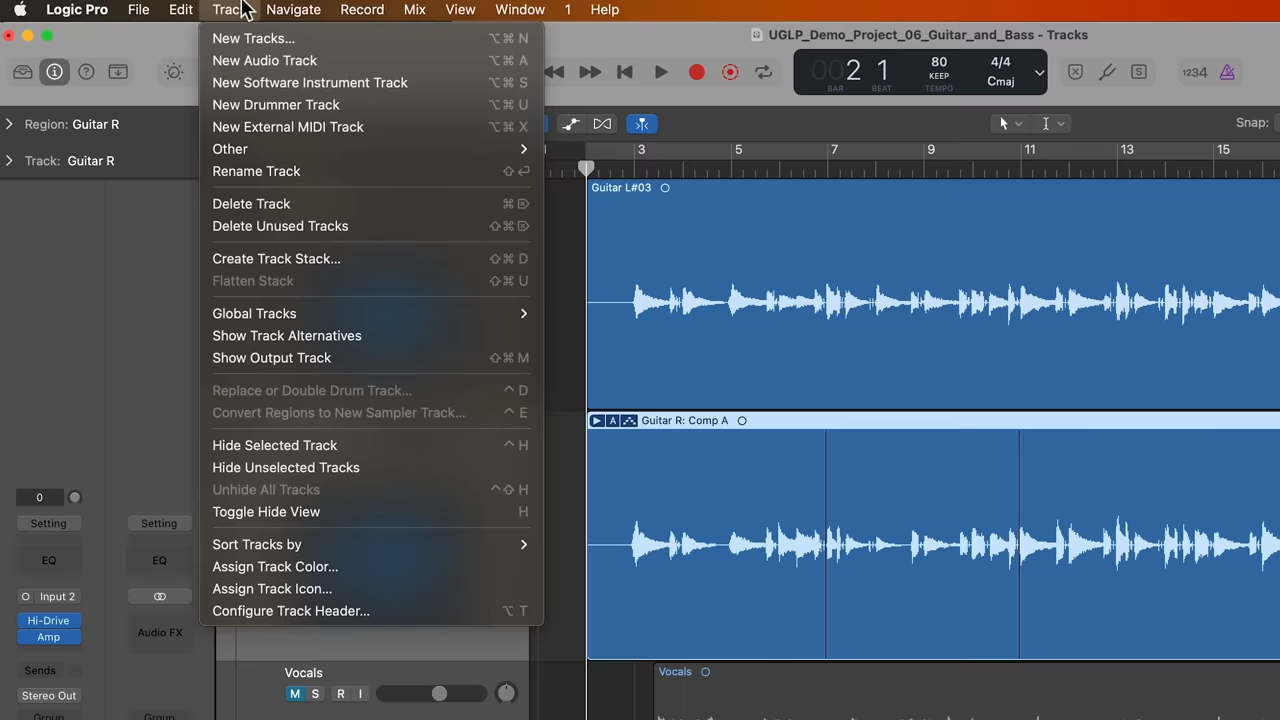 Logic Pro File Edit Track Navigate Record Mix View Window 1 Help
UGLP_Demo_Project_06_Guitar_and_Bass - Tracks
New Tracks... ⌥⌘ N
New Audio Track ⌥⌘ A
New Software Instrument Track ⌥⌘ S
New Drummer Track ⌥⌘ U
New External MIDI Track ⌥⌘ X
Other
Rename Track ⇧⏎
Delete Track ⌘⌦
Delete Unused Tracks ⇧⌘⌦
Create Track Stack... ⇧⌘ D
Flatten Stack ⇧⌘ U
Global Tracks
Show Track Alternatives
Show Output Track ⇧⌘ M
Replace or Double Drum Track... ^ D
Convert Regions to New Sampler Track... ^ E
Hide Selected Track ^ H
Hide Unselected Tracks
Unhide All Tracks ^⇧ H
Toggle Hide View H
Sort Tracks by
Assign Track Color...
Assign Track Icon...
Configure Track Header... ⌥ T
002 1 80 4/4
KEEP Cmaj
BAR BEAT TEMPO
S
1234
Region: Guitar R
Track: Guitar R
Snap:
1 3 5 7 9 11 13 15
Guitar L#03
A Guitar R: Comp A
0
Setting Setting
EQ EQ
Input 2
Hi-Drive
Amp
Audio FX
Sends
Stereo Out
Group Group
Vocals
M S R I
Vocals